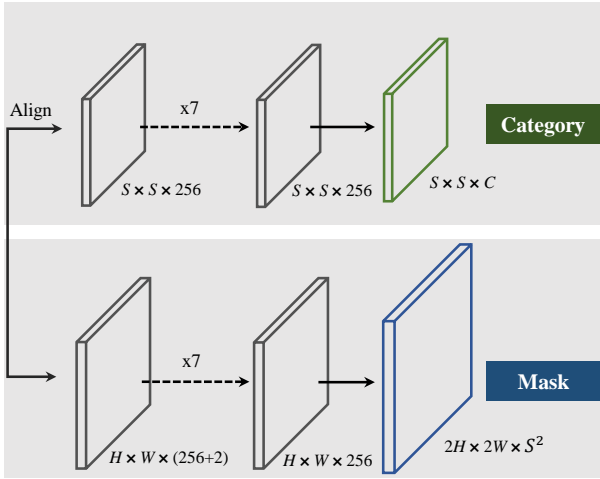 Align
x7
S × S × 256
S × S × 256
S × S × C
Category
x7
H × W × (256+2)
H × W × 256
2H × 2W × S²
Mask